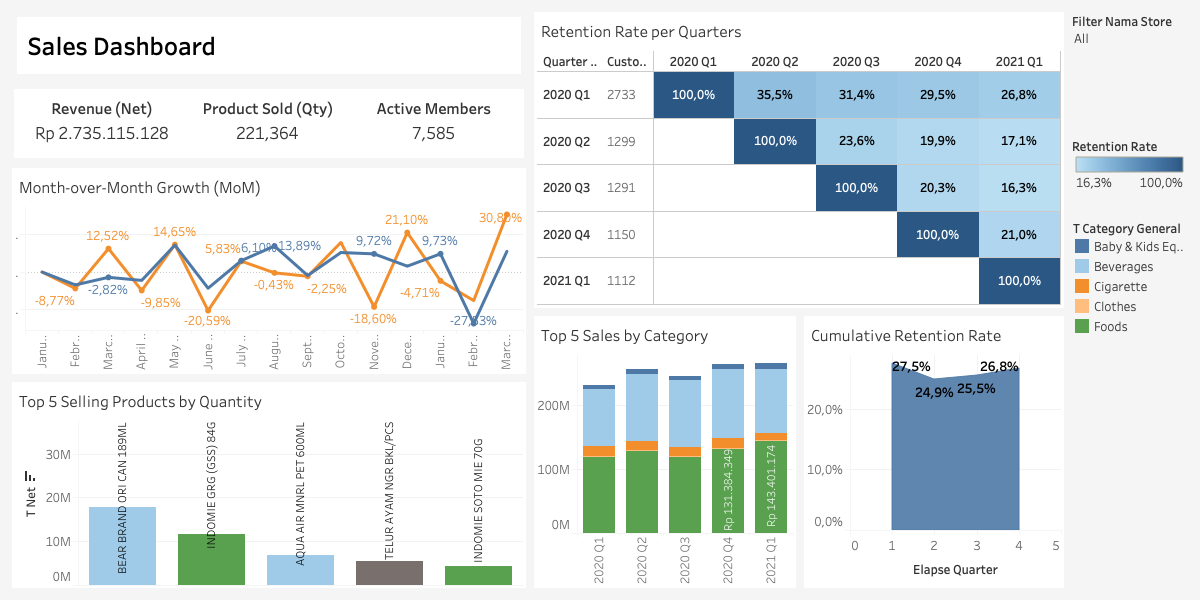 Sales Dashboard
Revenue (Net)
Rp 2.735.115.128
Product Sold (Qty)
221,364
Active Members
7,585
Month-over-Month Growth (MoM)
-8,77%
12,52%
-2,82%
-9,85%
14,65%
-20,59%
5,83%
6,10%
-0,43%
13,89%
-2,25%
9,72%
-18,60%
21,10%
-4,71%
9,73%
30,80%
Janu..
Febr..
Marc..
April ..
May ..
June..
July ..
Augu..
Sept..
Octo..
Nove..
Dece..
Janu..
Febr..
Marc..
Top 5 Selling Products by Quantity
T Net
30M
20M
10M
0M
BEAR BRAND ORI CAN 189ML
INDOMIE GRG (GSS) 84G
AQUA AIR MNRL PET 600ML
TELUR AYAM NGR BKL/PCS
INDOMIE SOTO MIE 70G
Retention Rate per Quarters
Quarter .. Custo.. 2020 Q1 2020 Q2 2020 Q3 2020 Q4 2021 Q1
2020 Q1 2733 100,0% 35,5% 31,4% 29,5% 26,8%
2020 Q2 1299 100,0% 23,6% 19,9% 17,1%
2020 Q3 1291 100,0% 20,3% 16,3%
2020 Q4 1150 100,0% 21,0%
2021 Q1 1112 100,0%
Top 5 Sales by Category
200M
100M
0M
Rp 131.384.349
Rp 143.401.174
2020 Q1
2020 Q2
2020 Q3
2020 Q4
2021 Q1
Cumulative Retention Rate
27,5%
24,9%
25,5%
26,8%
20,0%
10,0%
0,0%
0 1 2 3 4 5
Elapse Quarter
Filter Nama Store
All
Retention Rate
16,3% 100,0%
T Category General
Baby & Kids Eq..
Beverages
Cigarette
Clothes
Foods